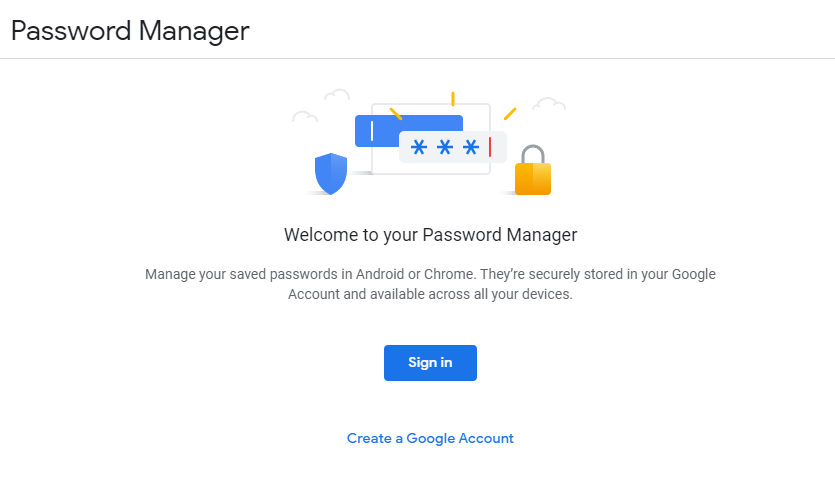 Password Manager
* * *
Welcome to your Password Manager
Manage your saved passwords in Android or Chrome. They’re securely stored in your Google
Account and available across all your devices.
Sign in
Create a Google Account